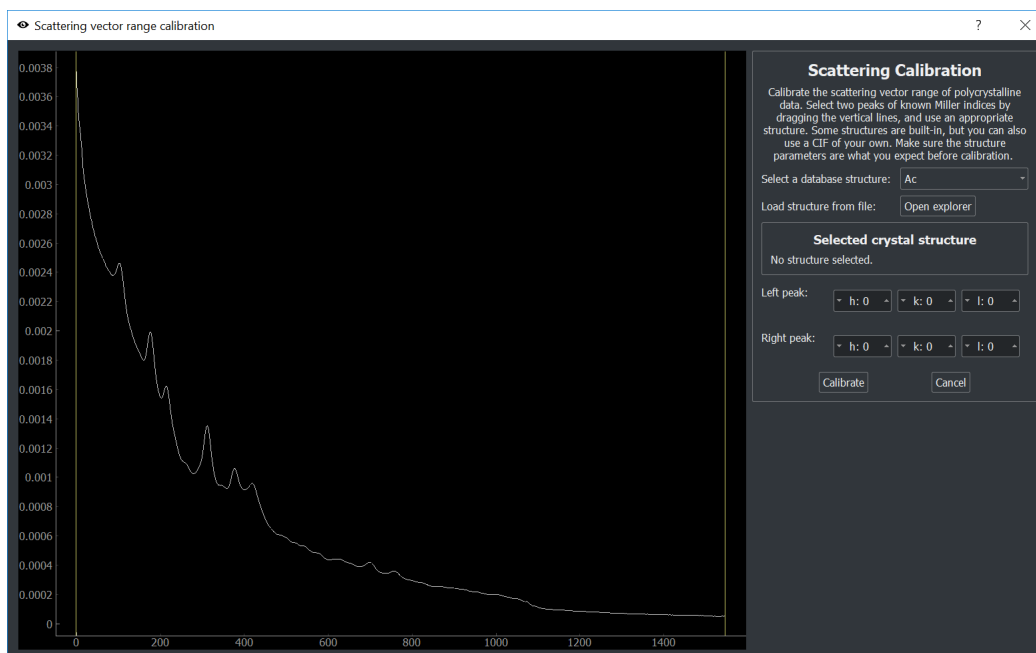 Scattering vector range calibration
?
0.0038
0.0036
0.0034
0.0032
0.003
0.0028
0.0026
0.0024
0.0022
0.002
0.0018
0.0016
0.0014
0.0012
0.001
0.0008
0.0006
0.0004
0.0002
0
0 200 400 600 800 1000 1200 1400
Scattering Calibration
Calibrate the scattering vector range of polycrystalline
data. Select two peaks of known Miller indices by
dragging the vertical lines, and use an appropriate
structure. Some structures are built-in, but you can also
use a CIF of your own. Make sure the structure
parameters are what you expect before calibration.
Select a database structure: Ac
Load structure from file: Open explorer
Selected crystal structure
No structure selected.
Left peak: h: 0 k: 0 l: 0
Right peak: h: 0 k: 0 l: 0
Calibrate Cancel